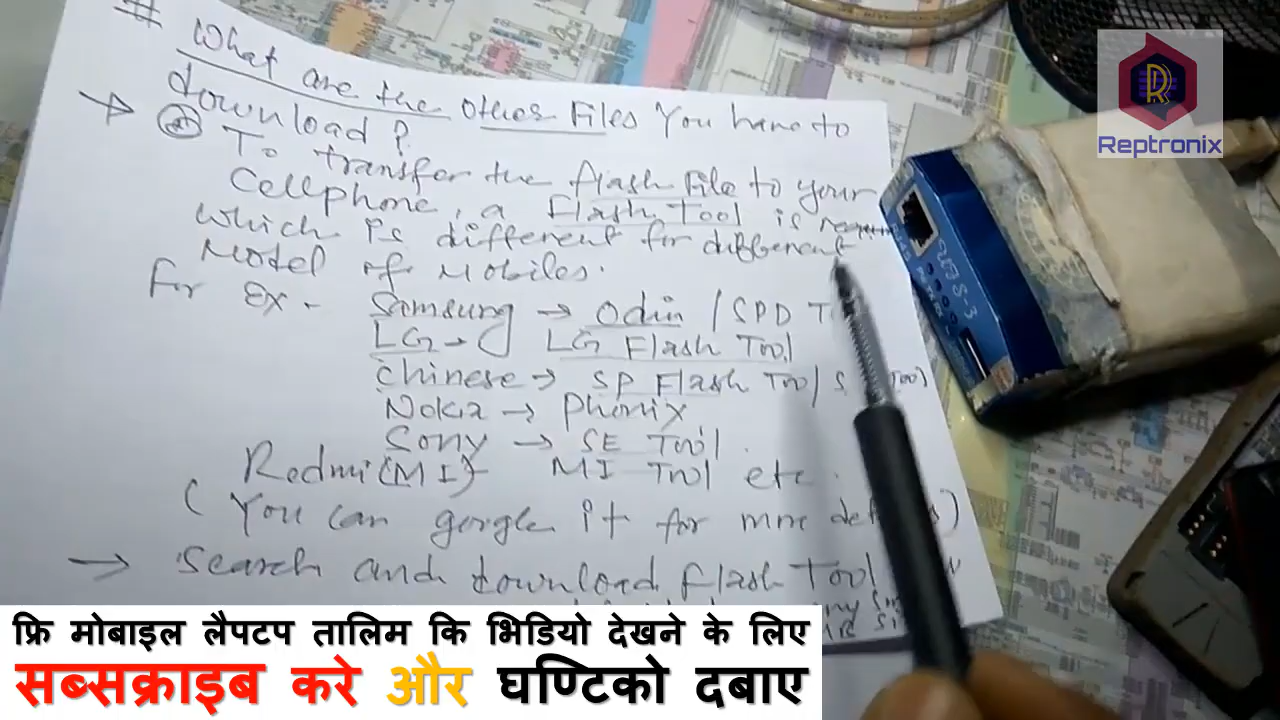 # What are the other Files You have to
download?
To transfer the flash File to your
Cellphone, a Flash Tool is
which is different for different
Model of Mobiles.
For Ex - Samsung → Odin / SPD T
LG → LG Flash Tool
Chinese → SP Flash Tool / S Tool
Nokia → Phonix
Sony → SE Tool.
Redmi (MI) - MI Tool etc.
(You can google it for more
→ Search and download flash Tool
Reptronix
UFS-3
फ्रि मोबाइल लैपटप तालिम कि भिडियो देखने के लिए
सब्सक्राइब करे और घण्टिको दबाए